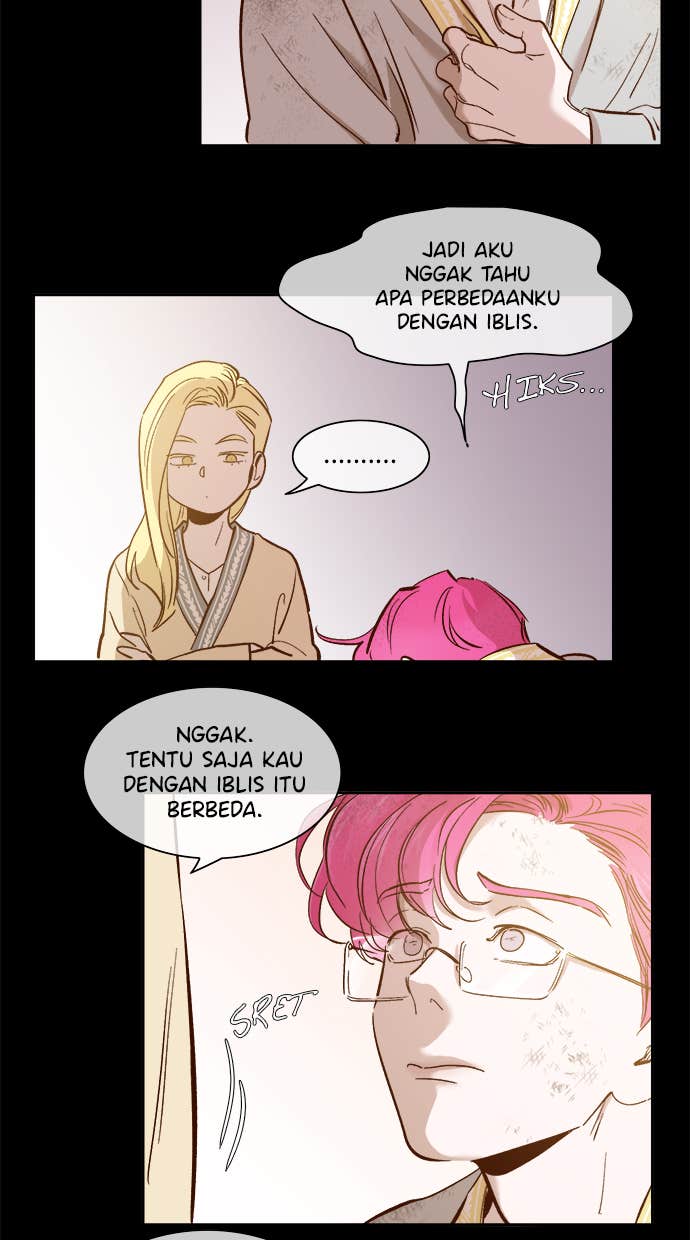 JADI AKU
NGGAK TAHU
APA PERBEDAANKU
DENGAN IBLIS.
HIKS...
..........
NGGAK.
TENTU SAJA KAU
DENGAN IBLIS ITU
BERBEDA.
SRET